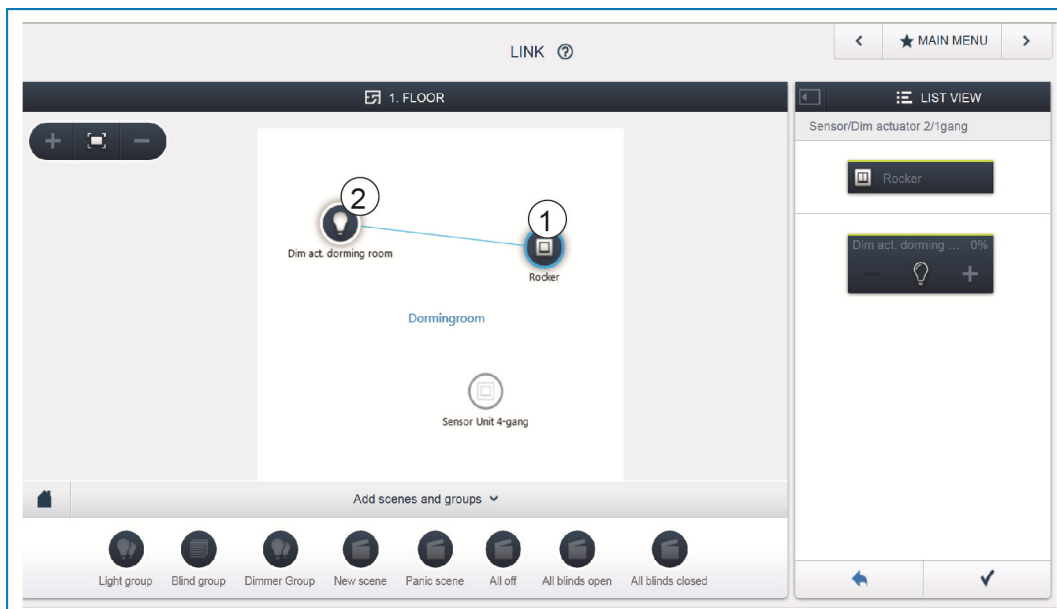 LINK ?
MAIN MENU
1. FLOOR
LIST VIEW
Sensor/Dim actuator 2/1gang
Rocker
2
1
Dim act. dorming room
Rocker
Dim act. dorming ... 0%
Dormingroom
Sensor Unit 4-gang
Add scenes and groups
Light group
Blind group
Dimmer Group
New scene
Panic scene
All off
All blinds open
All blinds closed